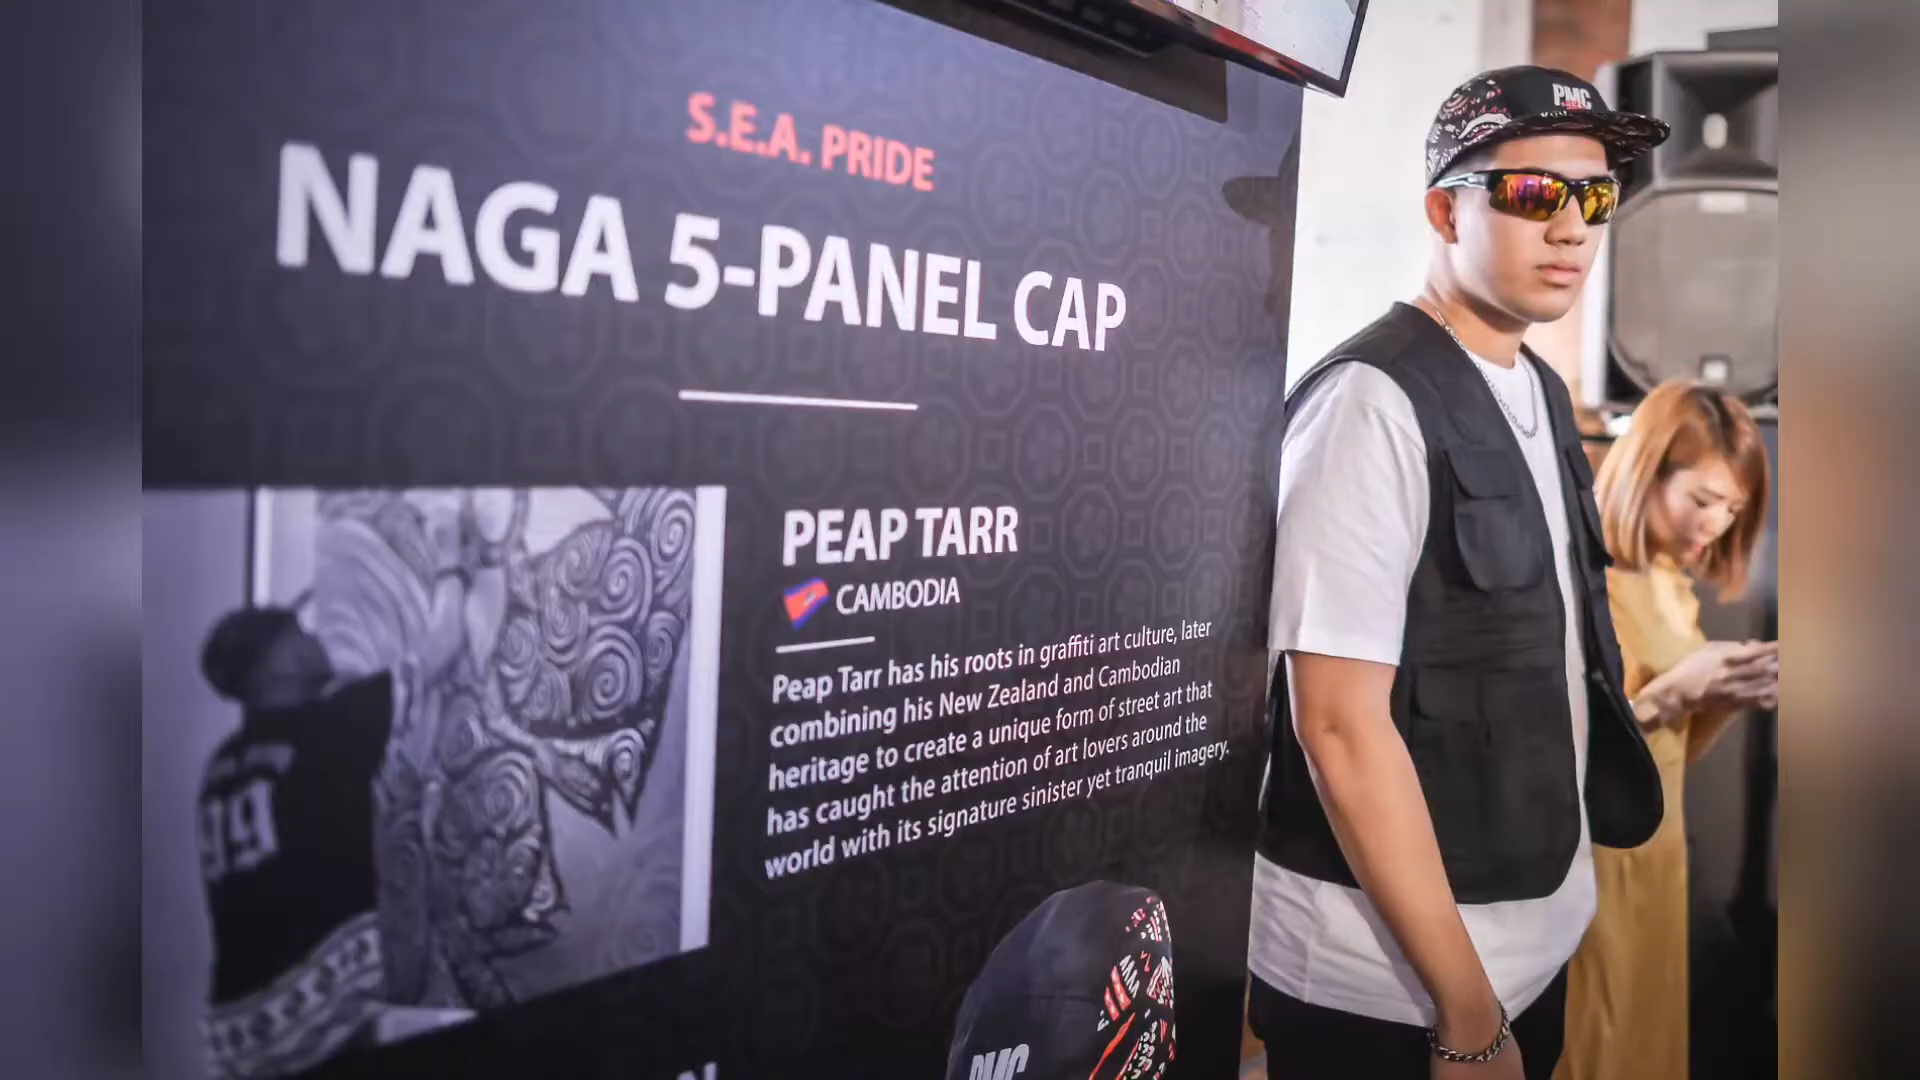 S.E.A. PRIDE
NAGA 5-PANEL CAP
PEAP TARR
CAMBODIA
Peap Tarr has his roots in graffiti art culture, later
combining his New Zealand and Cambodian
heritage to create a unique form of street art that
has caught the attention of art lovers around the
world with its signature sinister yet tranquil imagery.
99
PMC
PMC